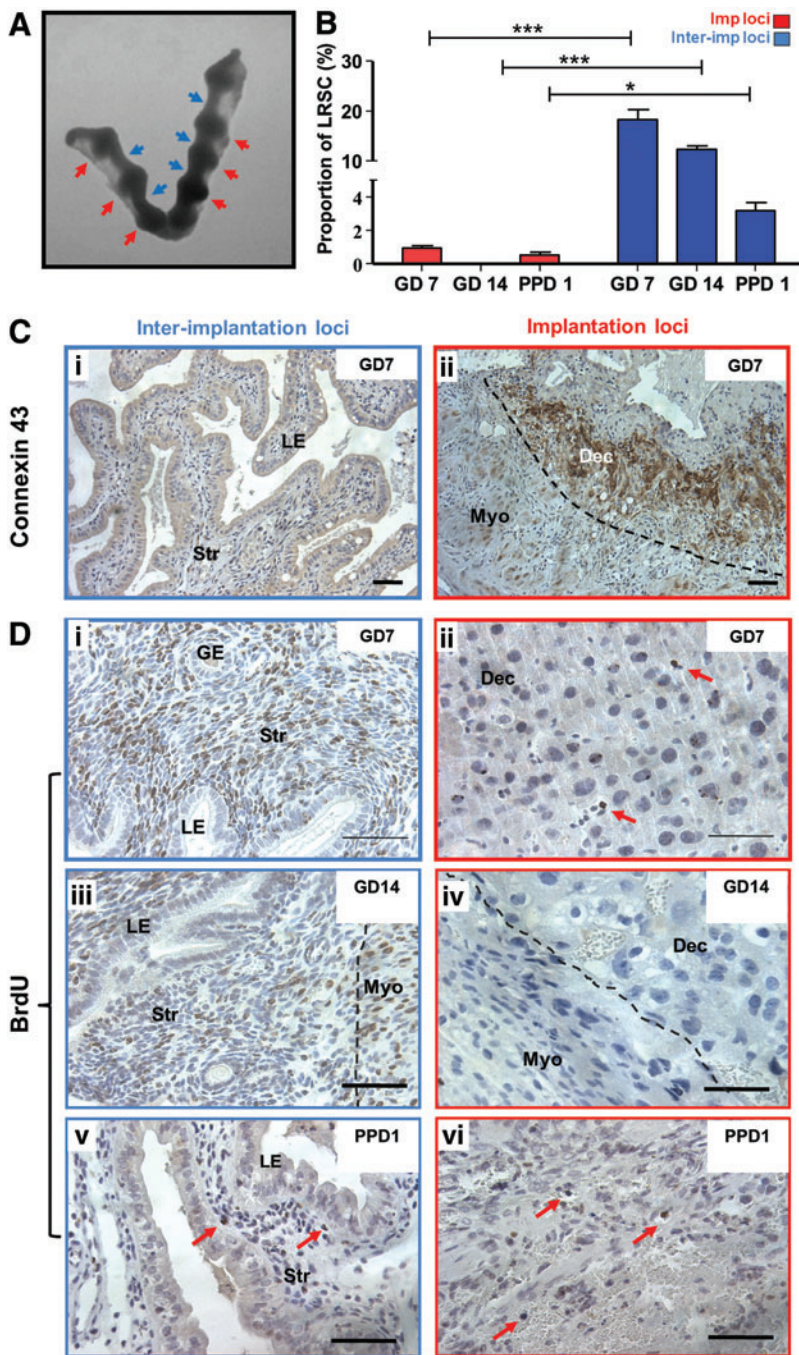 A
B
Imp loci
Inter-imp loci
***
***
*
Proportion of LRSC (%)
30
20
10
4
2
0
GD 7 GD 14 PPD 1 GD 7 GD 14 PPD 1
C
Inter-implantation loci
Implantation loci
Connexin 43
i
GD7
LE
Str
ii
GD7
Dec
Myo
D
BrdU
i
GD7
GE
Str
LE
ii
GD7
Dec
iii
GD14
LE
Myo
Str
iv
GD14
Dec
Myo
v
PPD1
LE
Str
vi
PPD1